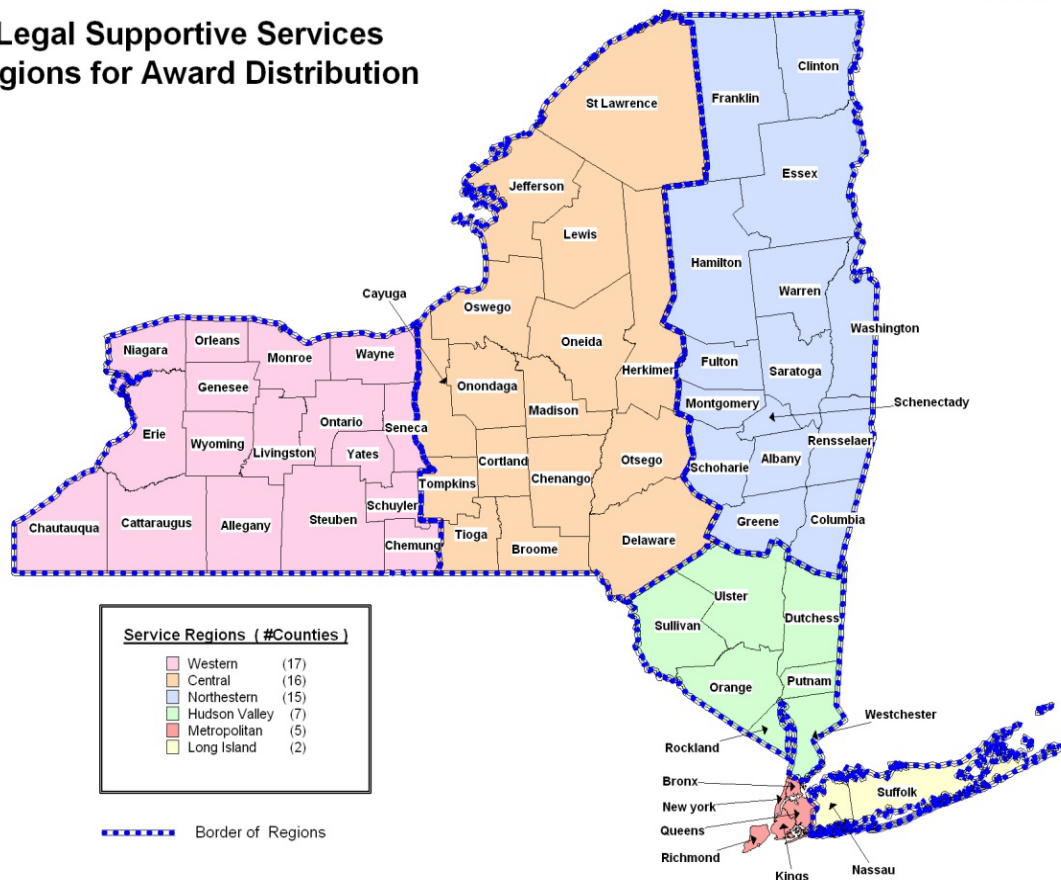 Legal Supportive Services
gions for Award Distribution
Clinton
Franklin
St Lawrence
Essex
Jefferson
Lewis
Hamilton
Warren
Cayuga
Oswego
Washington
Orleans
Niagara
Monroe
Wayne
Oneida
Fulton
Saratoga
Herkimer
Genesee
Onondaga
Montgomery
Schenectady
Madison
Ontario
Seneca
Erie
Wyoming
Livingston
Yates
Rensselaer
Cortland
Otsego
Schoharie
Albany
Tompkins
Chenango
Schuyler
Chautauqua
Cattaraugus
Allegany
Steuben
Greene
Columbia
Tioga
Chemung
Broome
Delaware
Ulster
Sullivan
Dutchess
Orange
Putnam
Westchester
Rockland
Bronx
New york
Suffolk
Queens
Richmond
Kings
Nassau
Service Regions ( #Counties )
Western (17)
Central (16)
Northestern (15)
Hudson Valley (7)
Metropolitan (5)
Long Island (2)
Border of Regions